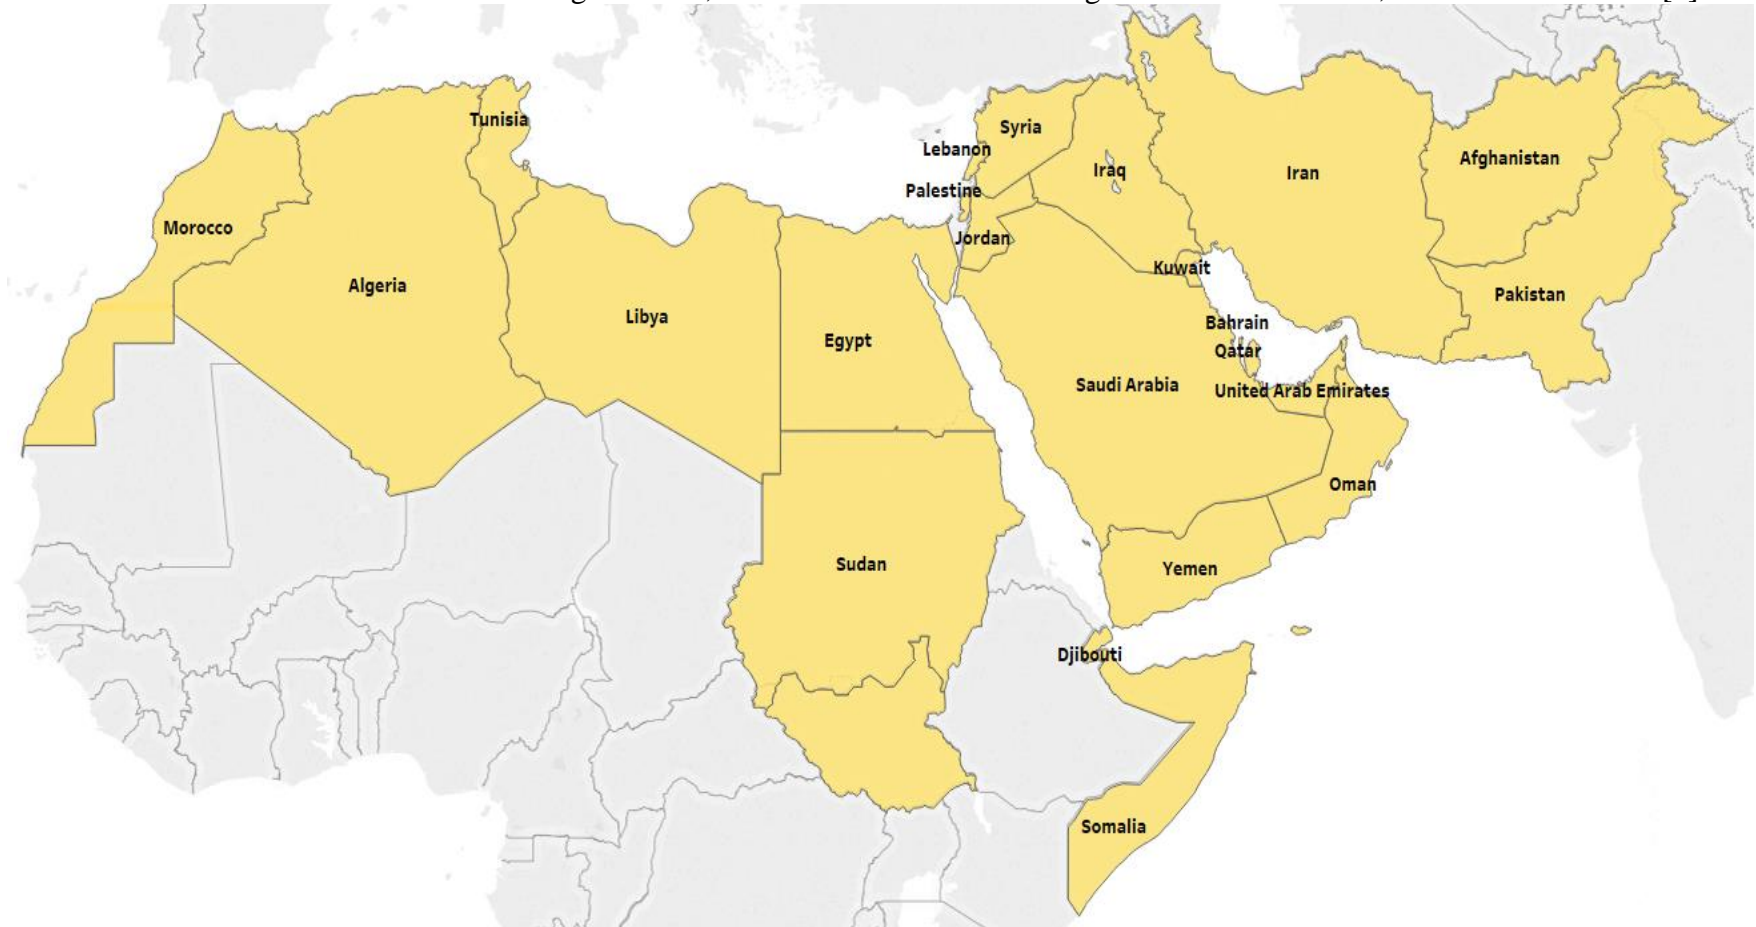 Tunisia
Syria
Lebanon
Afghanistan
Iraq
Iran
Palestine
Morocco
Jordan
Kuwait
Algeria
Pakistan
Libya
Bahrain
Egypt
Qatar
Saudi Arabia
United Arab Emirates
Oman
Sudan
Yemen
Djibouti
Somalia